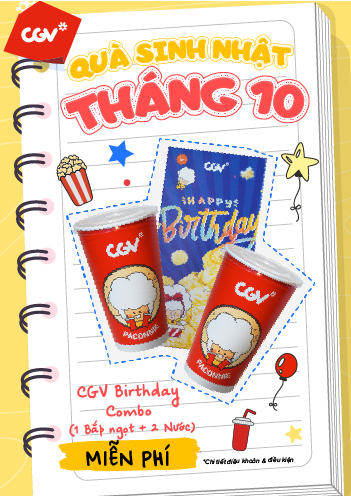 CGV*
QUÀ SINH NHẬT
THÁNG 10
CGV*
HAPPY
Birthday
CGV*
PACONNIE
CGV*
PACONNIE
CGV Birthday
Combo
(1 Bắp ngọt + 2 Nước)
MIỄN PHÍ
*Chi tiết điều khoản & điều kiện